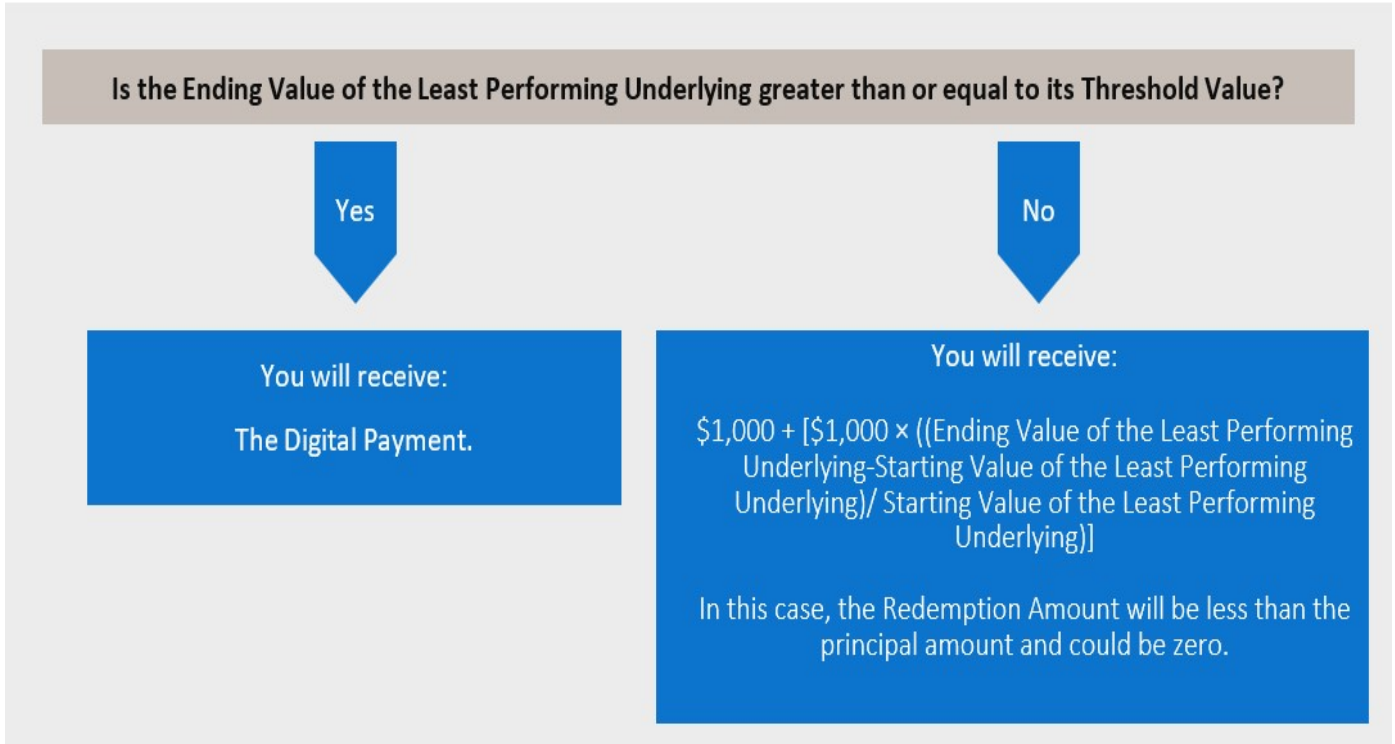 Is the Ending Value of the Least Performing Underlying greater than or equal to its Threshold Value?
Yes
No
You will receive:
The Digital Payment.
You will receive:
$1,000 + [$1,000 × ((Ending Value of the Least Performing
Underlying-Starting Value of the Least Performing
Underlying)/ Starting Value of the Least Performing
Underlying)]
In this case, the Redemption Amount will be less than the
principal amount and could be zero.